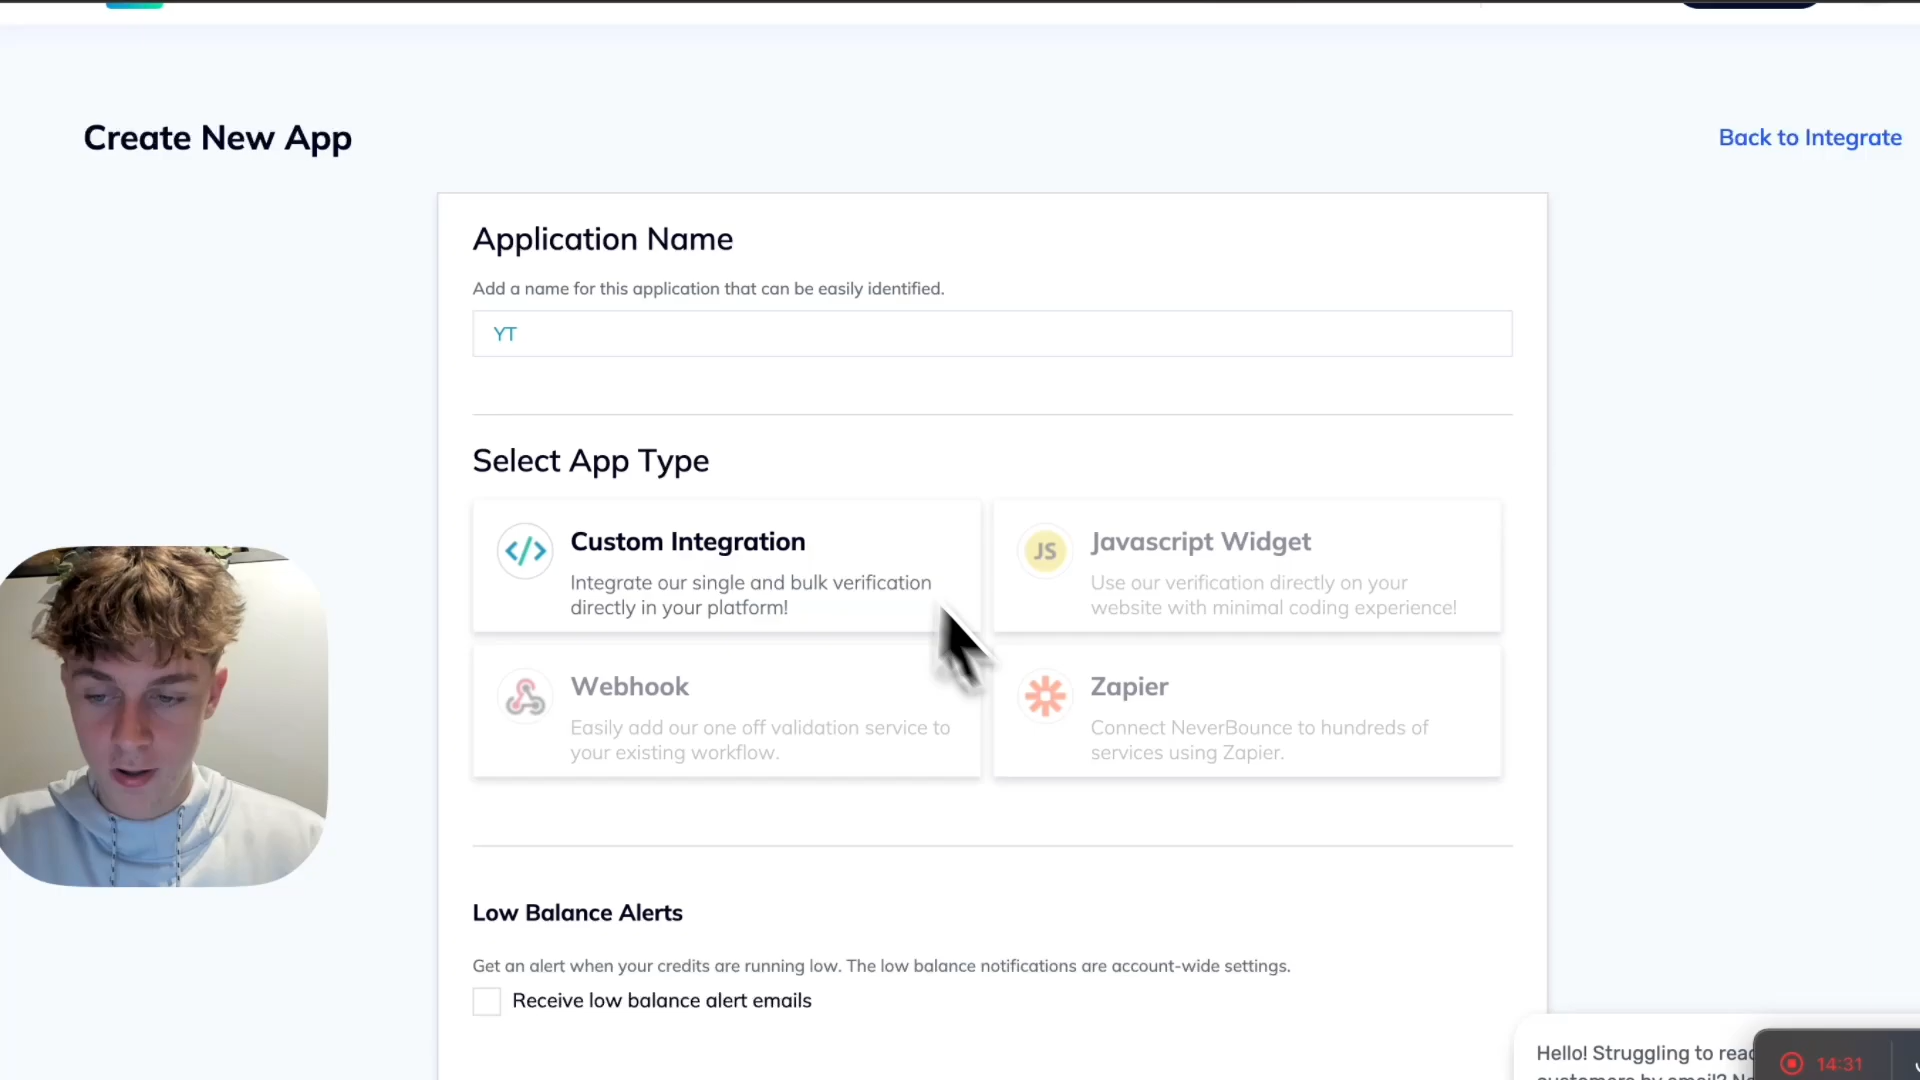 Create New App
Back to Integrate
Application Name
Add a name for this application that can be easily identified.
YT
Select App Type
Custom Integration
Integrate our single and bulk verification
directly in your platform!
JS
Javascript Widget
Use our verification directly on your
website with minimal coding experience!
Webhook
Easily add our one off validation service to
your existing workflow.
Zapier
Connect NeverBounce to hundreds of
services using Zapier.
Low Balance Alerts
Get an alert when your credits are running low. The low balance notifications are account-wide settings.
Receive low balance alert emails
Hello! Struggling to
14:31